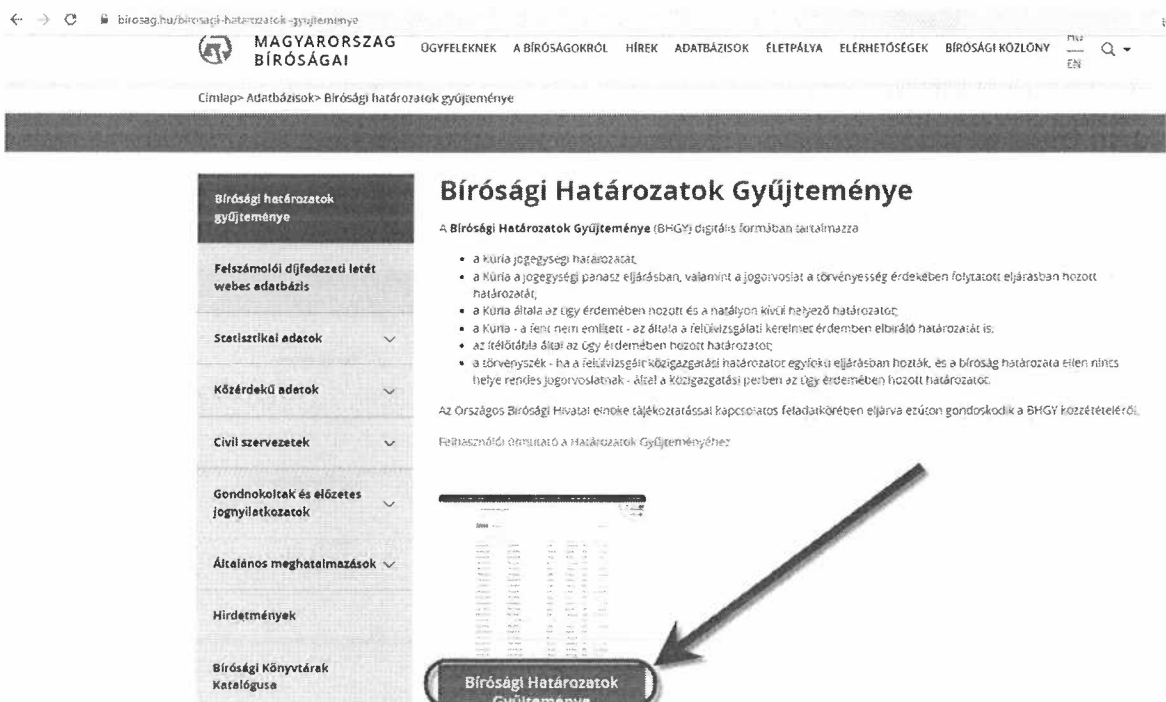 birosag.hu/birosagi-hatarozatok-gyujtemenye
MAGYARORSZAG
BÍRÓSÁGAI
ÜGYFELEKNEK A BÍRÓSÁGOKRÓL HÍREK ADATBÁZISOK ÉLETPÁLYA ELÉRHETŐSÉGEK BÍRÓSÁGI KÖZLÖNY
HU
EN
Címlap> Adatbázisok> Bírósági határozatok gyűjteménye
Bírósági határozatok
gyűjteménye
Felszámolói díjfedezeti letét
webes adatbázis
Statisztikai adatok
Közérdekű adatok
Civil szervezetek
Gondnokoltak és előzetes
jognyilatkozatok
Általános meghatalmazások
Hirdetmények
Bírósági Könyvtárak
Katalógusa
Bírósági Határozatok Gyűjteménye
A Bírósági Határozatok Gyűjteménye (BHGY) digitális formában tartalmazza
• a Kúria jogegységi határozatát,
• a Kúria a jogegységi panasz eljárásban, valamint a jogorvoslat a törvényesség érdekében folytatott eljárásban hozott
határozatát;
• a Kúria által az ügy érdemében hozott és a hatályon kívül helyező határozatot;
• a Kúria - a fent nem említett - az általa a felülvizsgálati kérelmet érdemben elbíráló határozatát is;
• az ítélőtábla által az ügy érdemében hozott határozatot;
• a törvényszék - ha a felülvizsgált közigazgatási határozatot egyfokú eljárásban hozták, és a bíróság határozata ellen nincs
helye rendes jogorvoslatnak - által a közigazgatási perben az ügy érdemében hozott határozatot.
Az Országos Bírósági Hivatal elnöke tájékoztatással kapcsolatos feladatkörében eljárva ezúton gondoskodik a BHGY közzétételéről.
Felhasználói útmutató a Határozatok Gyűjteményéhez
Bírósági Határozatok
Gyűjteménye